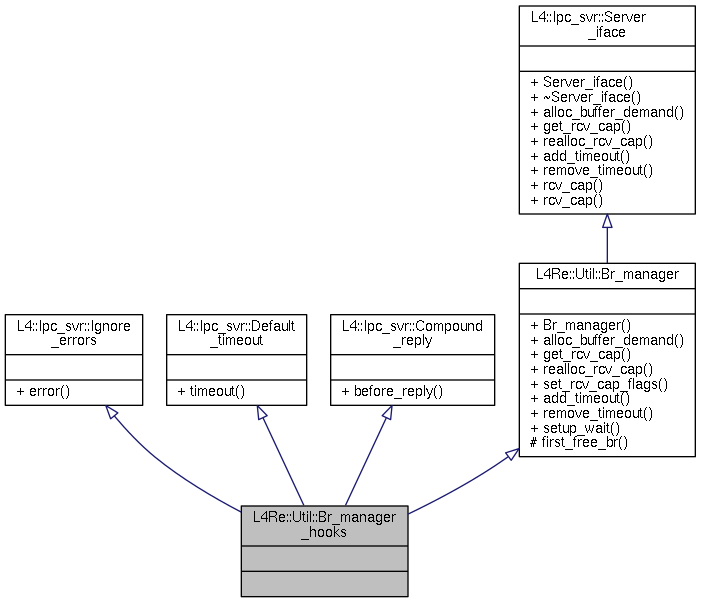 L4::Ipc_svr::Server
_iface
+ Server_iface()
+ ~Server_iface()
+ alloc_buffer_demand()
+ get_rcv_cap()
+ realloc_rcv_cap()
+ add_timeout()
+ remove_timeout()
+ rcv_cap()
+ rcv_cap()
L4Re::Util::Br_manager
+ Br_manager()
+ alloc_buffer_demand()
+ get_rcv_cap()
+ realloc_rcv_cap()
+ set_rcv_cap_flags()
+ add_timeout()
+ remove_timeout()
+ setup_wait()
# first_free_br()
L4::Ipc_svr::Ignore
_errors
+ error()
L4::Ipc_svr::Default
_timeout
+ timeout()
L4::Ipc_svr::Compound
_reply
+ before_reply()
L4Re::Util::Br_manager
_hooks